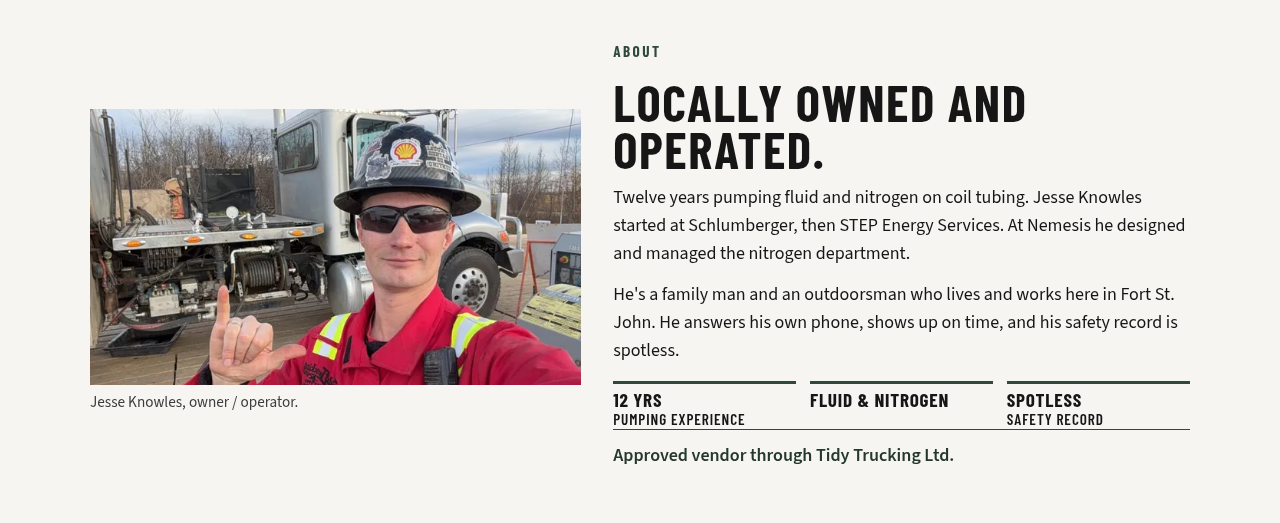 ABOUT
LOCALLY OWNED AND
OPERATED.
Twelve years pumping fluid and nitrogen on coil tubing. Jesse Knowles
started at Schlumberger, then STEP Energy Services. At Nemesis he designed
and managed the nitrogen department.
He's a family man and an outdoorsman who lives and works here in Fort St.
John. He answers his own phone, shows up on time, and his safety record is
spotless.
Jesse Knowles, owner / operator.
12 YRS
PUMPING EXPERIENCE
FLUID & NITROGEN
SPOTLESS
SAFETY RECORD
Approved vendor through Tidy Trucking Ltd.